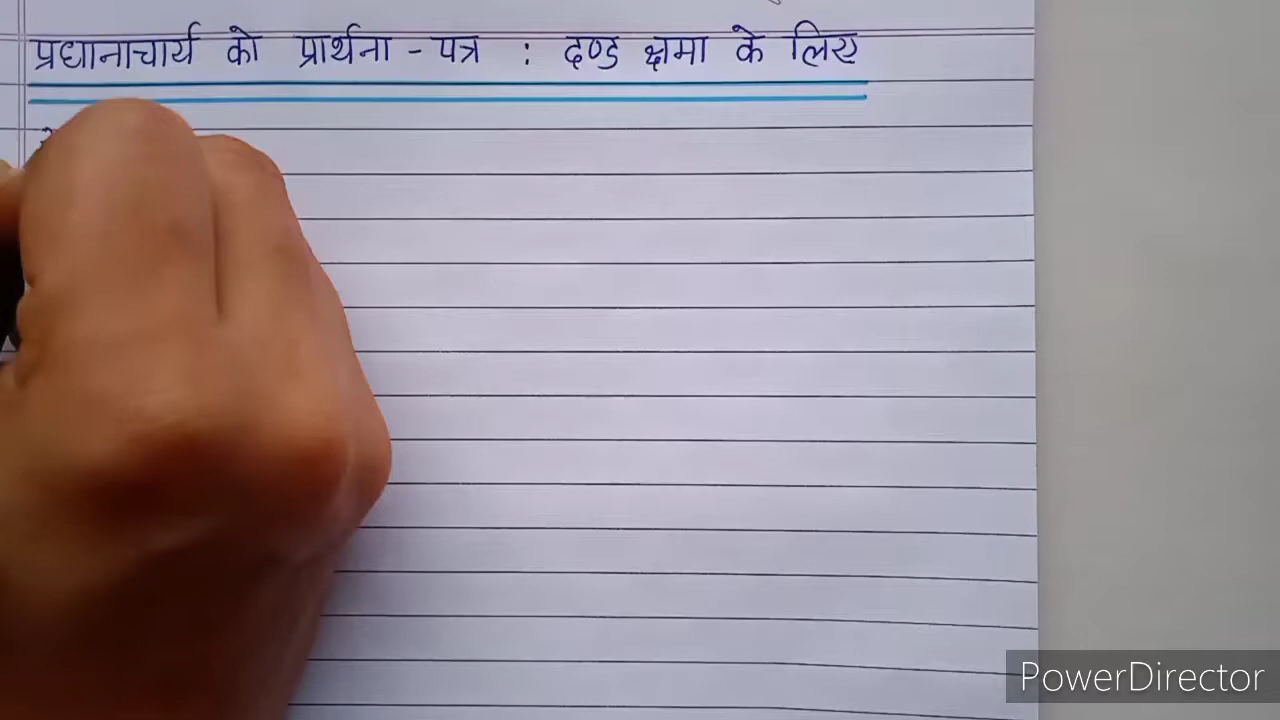 प्रधानाचार्य को प्रार्थना - पत्र : दण्ड क्षमा के लिए
PowerDirector